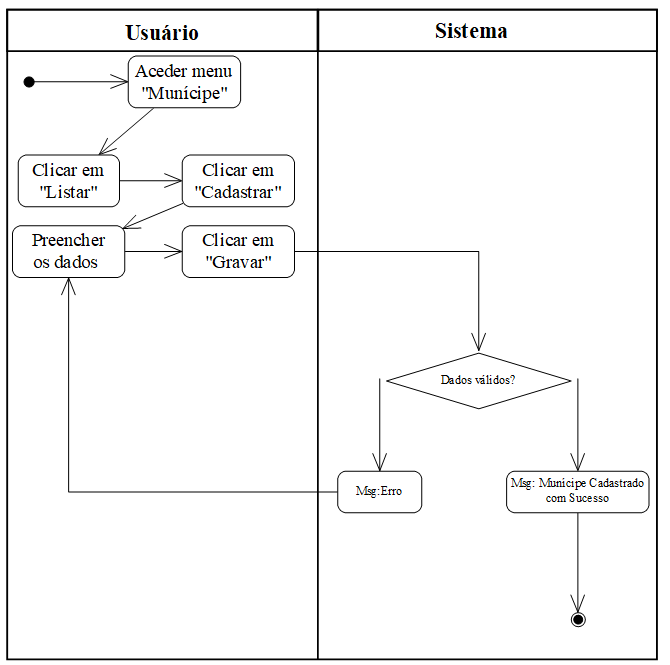 Usuário
Sistema
Aceder menu
"Munícipe"
Clicar em
"Listar"
Clicar em
"Cadastrar"
Preencher
os dados
Clicar em
"Gravar"
Dados válidos?
Msg:Erro
Msg: Municipe Cadastrado
com Sucesso